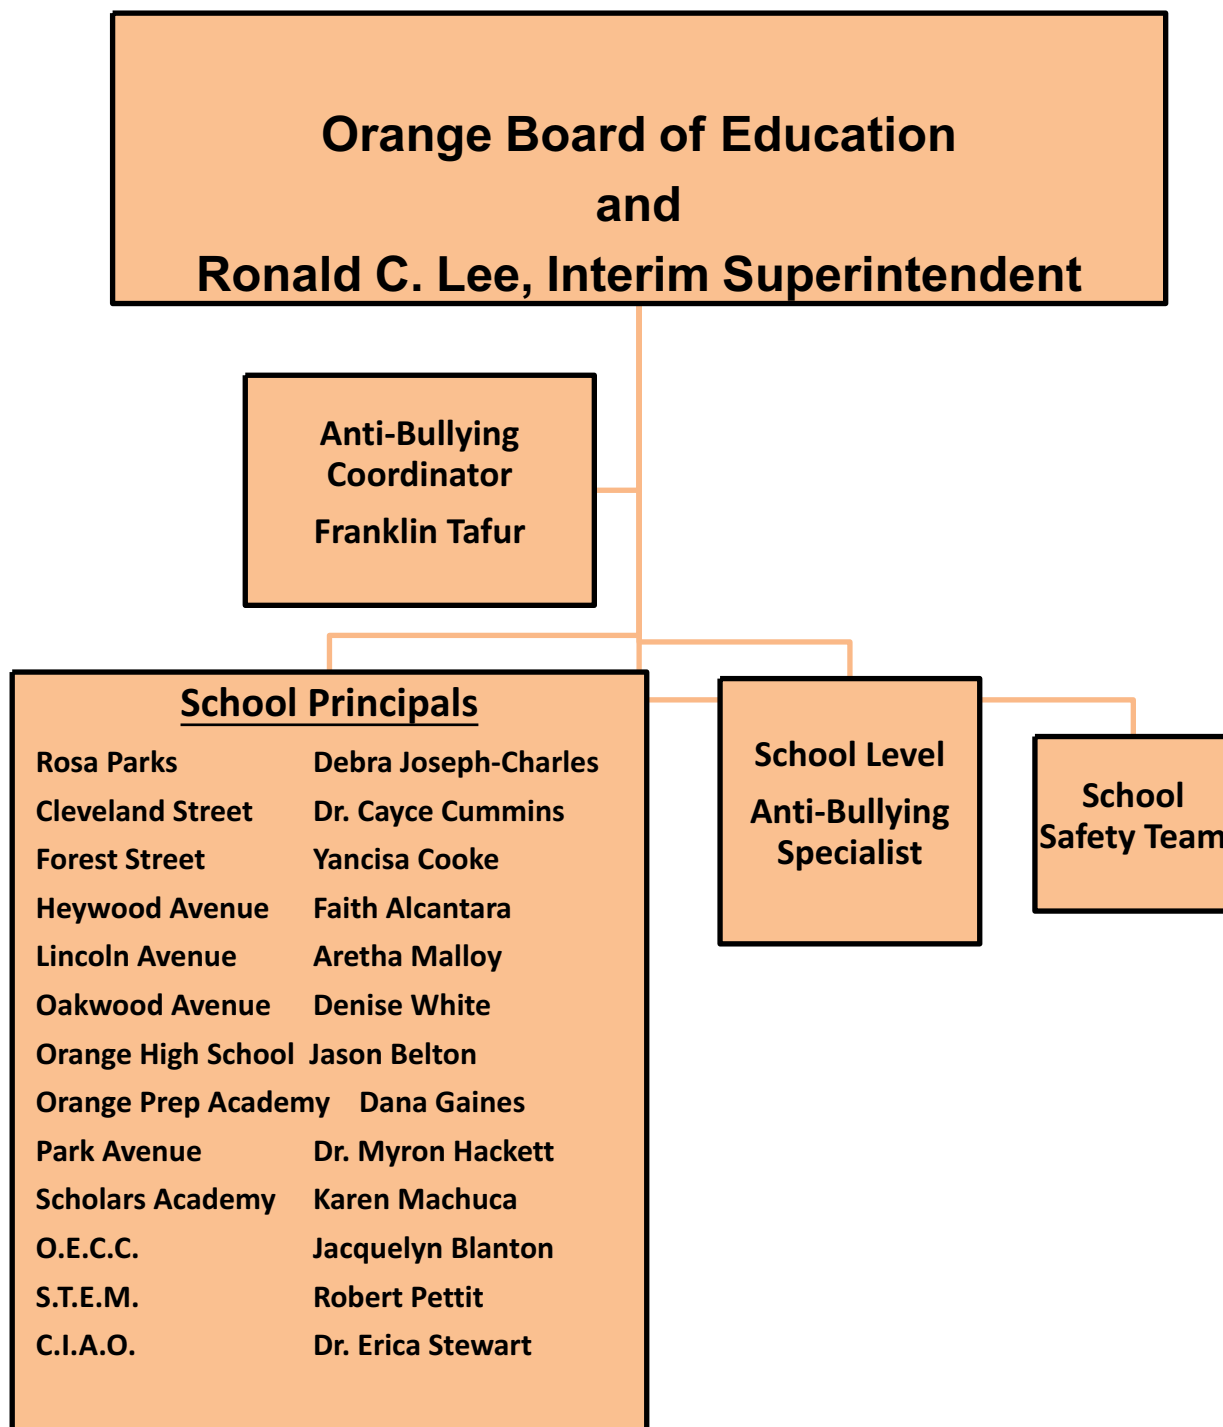 Orange Board of Education
and
Ronald C. Lee, Interim Superintendent
Anti-Bullying
Coordinator
Franklin Tafur
School Principals
Rosa Parks Debra Joseph-Charles
Cleveland Street Dr. Cayce Cummins
Forest Street Yancisa Cooke
Heywood Avenue Faith Alcantara
Lincoln Avenue Aretha Malloy
Oakwood Avenue Denise White
Orange High School Jason Belton
Orange Prep Academy Dana Gaines
Park Avenue Dr. Myron Hackett
Scholars Academy Karen Machuca
O.E.C.C. Jacquelyn Blanton
S.T.E.M. Robert Pettit
C.I.A.O. Dr. Erica Stewart
School Level
Anti-Bullying
Specialist
School
Safety Team